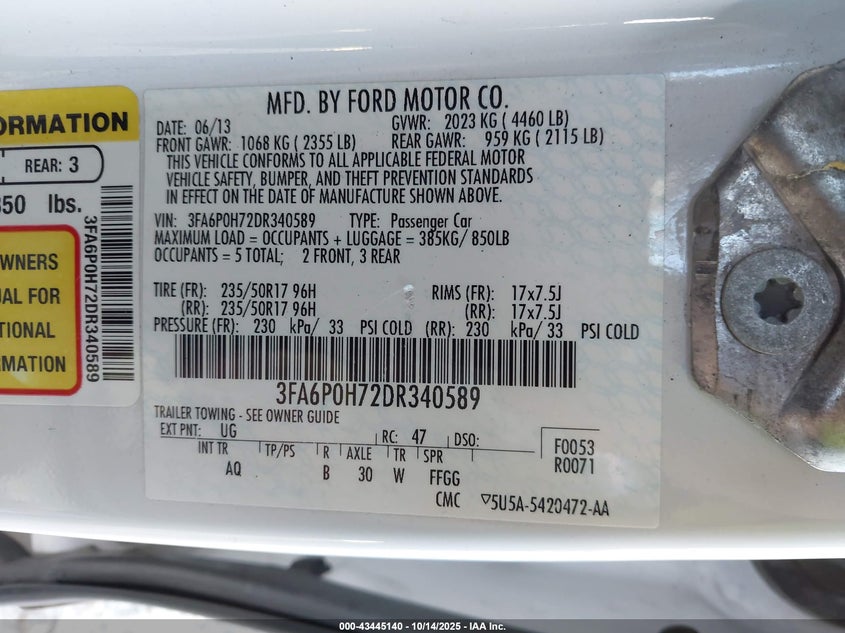 ORMATION
REAR: 3
350 lbs.
WNERS
UAL FOR
TIONAL
RMATION
3FA6P0H72DR340589
MFD. BY FORD MOTOR CO.
DATE: 06/13 GVWR: 2023 KG ( 4460 LB)
FRONT GAWR: 1068 KG ( 2355 LB) REAR GAWR: 959 KG ( 2115 LB)
THIS VEHICLE CONFORMS TO ALL APPLICABLE FEDERAL MOTOR
VEHICLE SAFETY, BUMPER, AND THEFT PREVENTION STANDARDS
IN EFFECT ON THE DATE OF MANUFACTURE SHOWN ABOVE.
VIN: 3FA6P0H72DR340589 TYPE: Passenger Car
MAXIMUM LOAD = OCCUPANTS + LUGGAGE = 385KG/ 850LB
OCCUPANTS = 5 TOTAL; 2 FRONT, 3 REAR
TIRE (FR): 235/50R17 96H RIMS (FR): 17x7.5J
(RR): 235/50R17 96H (RR): 17x7.5J
PRESSURE (FR): 230 kPa/ 33 PSI COLD (RR): 230 kPa/ 33 PSI COLD
3FA6P0H72DR340589
TRAILER TOWING - SEE OWNER GUIDE
EXT PNT: UG RC: 47 DSO: F0053
INT TR TP/PS R AXLE TR SPR R0071
AQ B 30 W FFGG
CMC ▽5U5A-5420472-AA
000-43445140 - 10/14/2025 - IAA Inc.